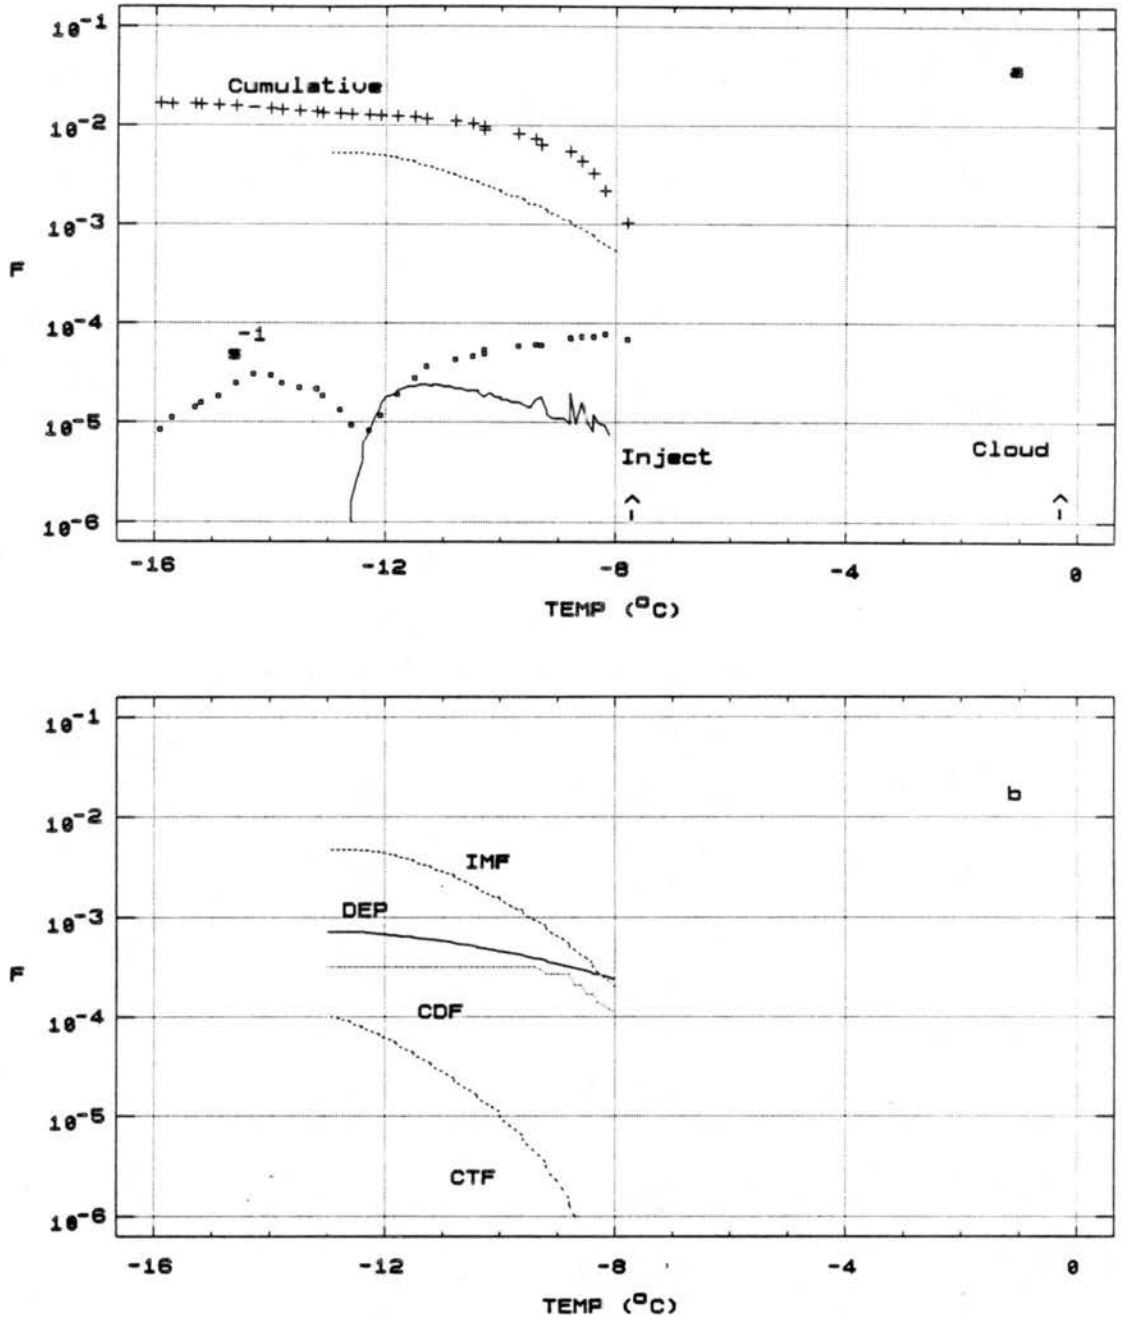 10-1
a
Cumulative
10-2
10-3
F
10-4
s-1
10-5
Inject
Cloud
10-6
-16 -12 -8 -4 0
TEMP (°C)
10-1
b
10-2
IMF
DEP
10-3
F
CDF
10-4
10-5
CTF
10-6
-16 -12 -8 -4 0
TEMP (°C)